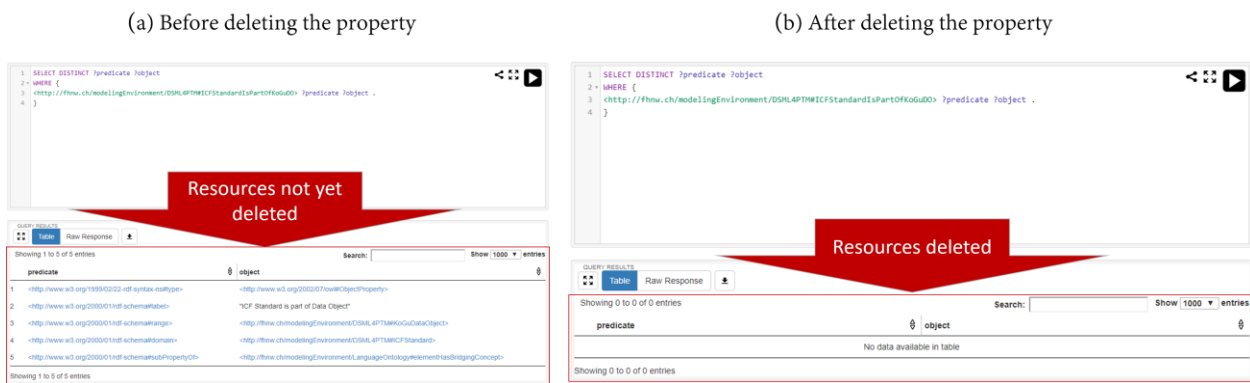 (a) Before deleting the property
1 SELECT DISTINCT ?predicate ?object
2 WHERE {
3 <http://fhnw.ch/modelingEnvironment/DSML4PTM#ICFStandardIsPartOfKoGuDO> ?predicate ?object .
4 }
Resources not yet
deleted
QUERY RESULTS
Table Raw Response
Showing 1 to 5 of 5 entries Search: Show 1000 entries
predicate object
1 <http://www.w3.org/1999/02/22-rdf-syntax-ns#type> <http://www.w3.org/2002/07/owl#ObjectProperty>
2 <http://www.w3.org/2000/01/rdf-schema#label> "ICF Standard is part of Data Object"
3 <http://www.w3.org/2000/01/rdf-schema#range> <http://fhnw.ch/modelingEnvironment/DSML4PTM#KoGuDataObject>
4 <http://www.w3.org/2000/01/rdf-schema#domain> <http://fhnw.ch/modelingEnvironment/DSML4PTM#ICFStandard>
5 <http://www.w3.org/2000/01/rdf-schema#subPropertyOf> <http://fhnw.ch/modelingEnvironment/LanguageOntology#elementHasBridgingConcept>
Showing 1 to 5 of 5 entries
(b) After deleting the property
1 SELECT DISTINCT ?predicate ?object
2 WHERE {
3 <http://fhnw.ch/modelingEnvironment/DSML4PTM#ICFStandardIsPartOfKoGuDO> ?predicate ?object .
4 }
Resources deleted
QUERY RESULTS
Table Raw Response
Showing 0 to 0 of 0 entries Search: Show 1000 entries
predicate object
No data available in table
Showing 0 to 0 of 0 entries